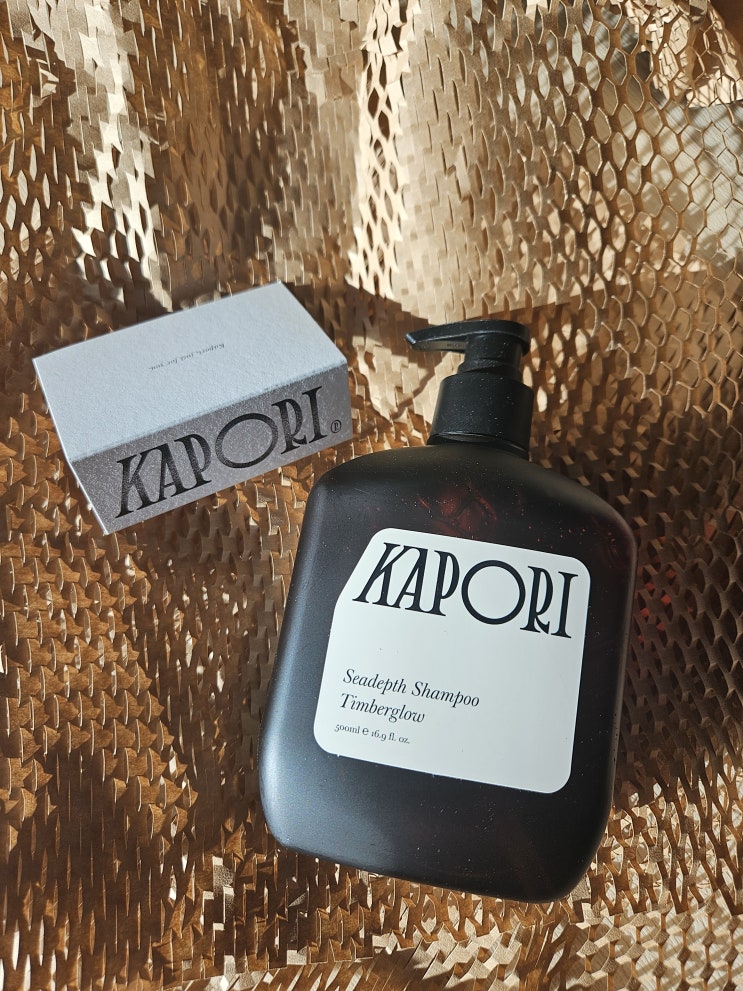 Kapori, just for you.
KAPORI®
KAPORI
Seadepth Shampoo
Timberglow
500ml ℮ 16.9 fl. oz.